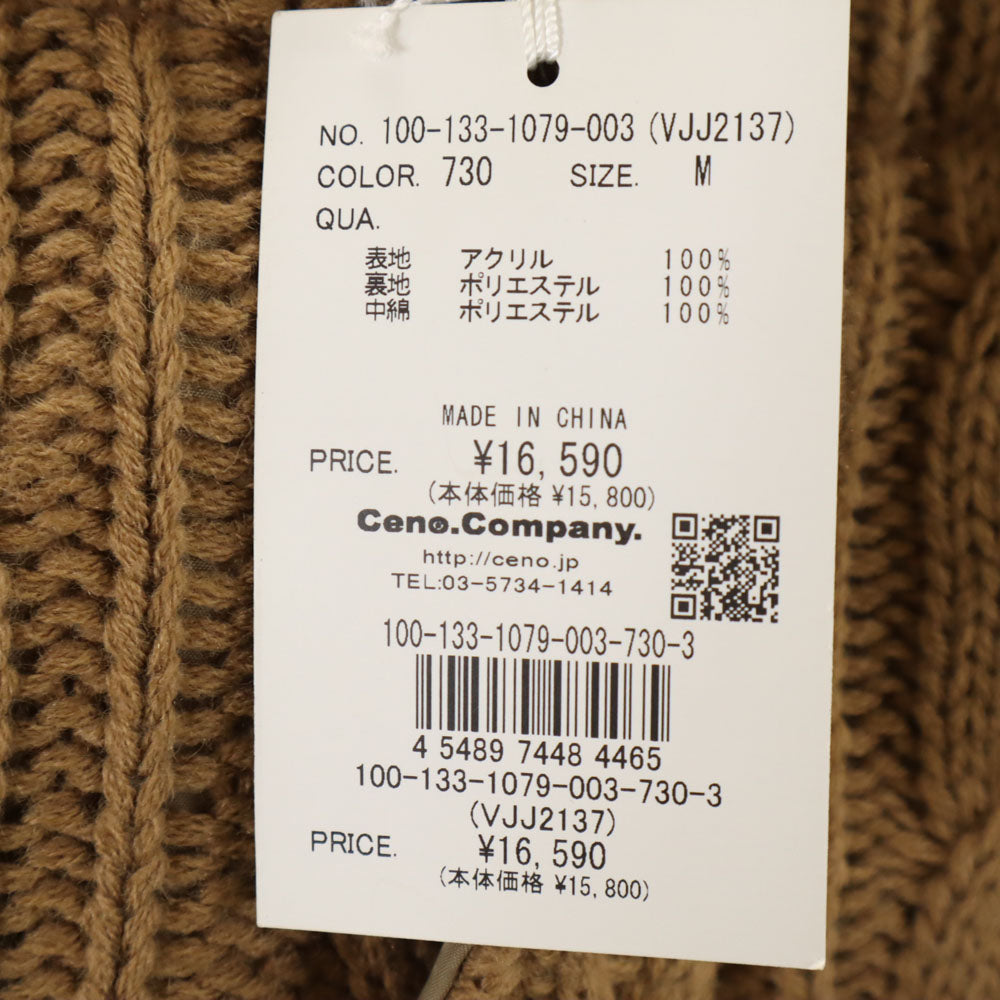 NO. 100-133-1079-003 (VJJ2137)
COLOR. 730 SIZE. M
QUA.
表地 アクリル 100%
裏地 ポリエステル 100%
中綿 ポリエステル 100%
MADE IN CHINA
PRICE. ¥16,590
(本体価格 ¥15,800)
Ceno.Company.
http://ceno.jp
TEL:03-5734-1414
100-133-1079-003-730-3
4 5489 7448 4465
100-133-1079-003-730-3
(VJJ2137)
PRICE. ¥16,590
(本体価格 ¥15,800)